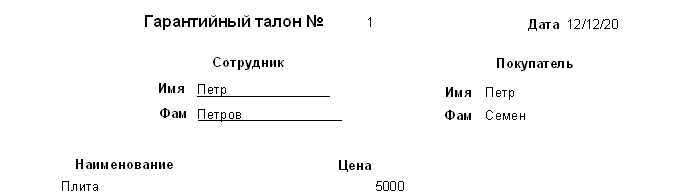 Гарантийный талон № 1 Дата 12/12/20
Сотрудник Покупатель
Имя Петр Имя Петр
Фам Петров Фам Семен
Наименование Цена
Плита 5000